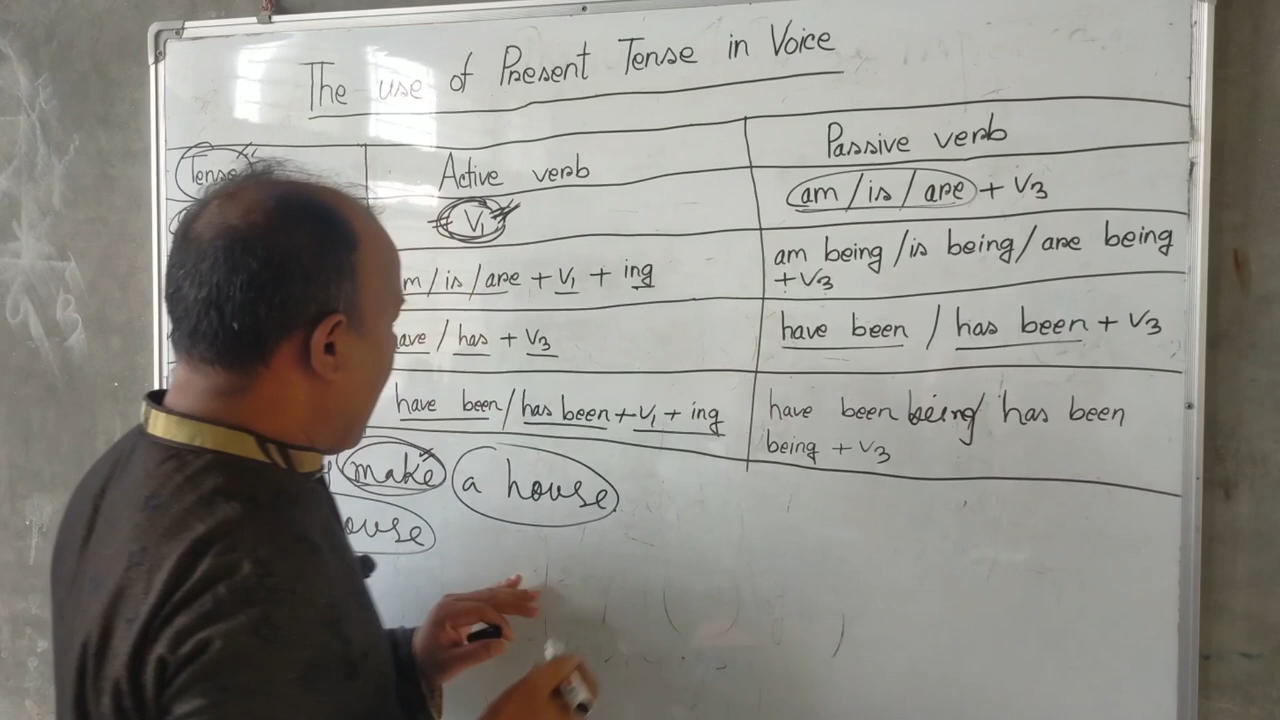 The use of Present Tense in Voice
Tense Active verb Passive verb
V1 am/is/are + V3
m/is/are + V1 + ing am being/is being/are being
+V3
ave/has + V3 have been / has been + V3
have been/has been + V1 + ing have been being/ has been
being + V3
make a house
ouse